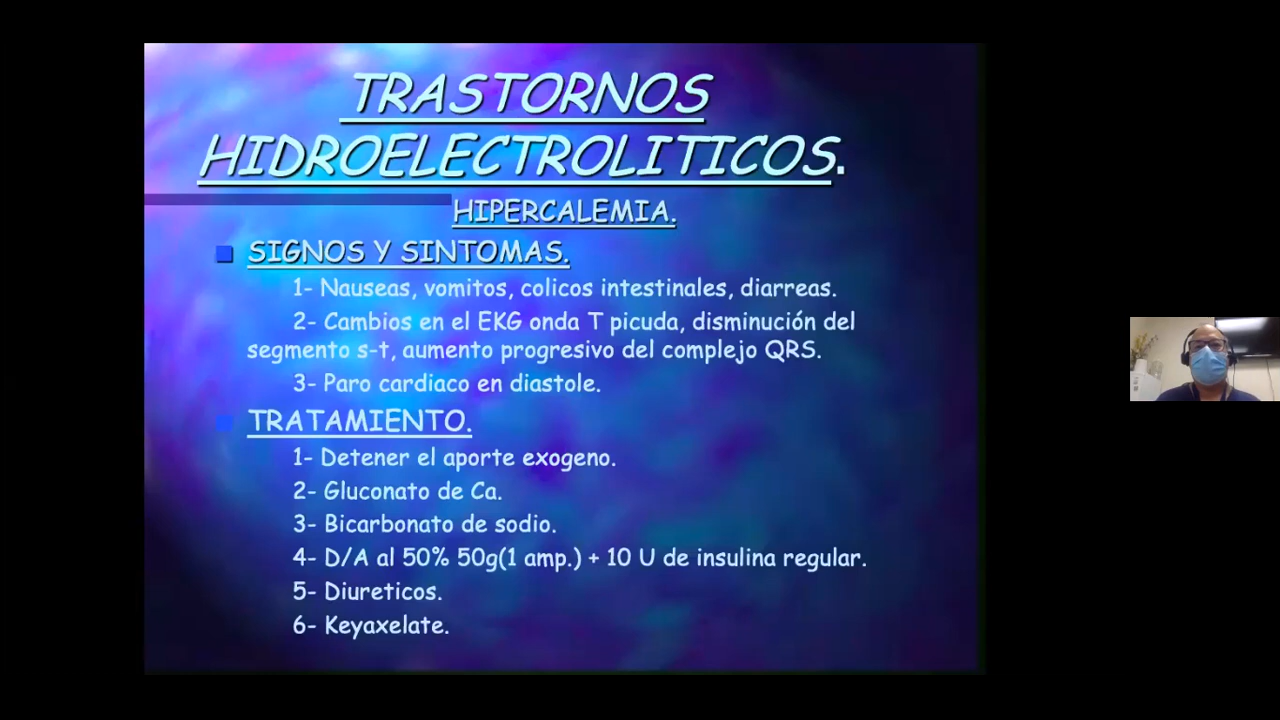 TRASTORNOS
HIDROELECTROLITICOS.
HIPERCALEMIA.
SIGNOS Y SINTOMAS.
1- Nauseas, vomitos, colicos intestinales, diarreas.
2- Cambios en el EKG onda T picuda, disminución del
segmento s-t, aumento progresivo del complejo QRS.
3- Paro cardiaco en diastole.
TRATAMIENTO.
1- Detener el aporte exogeno.
2- Gluconato de Ca.
3- Bicarbonato de sodio.
4- D/A al 50% 50g(1 amp.) + 10 U de insulina regular.
5- Diureticos.
6- Keyaxelate.